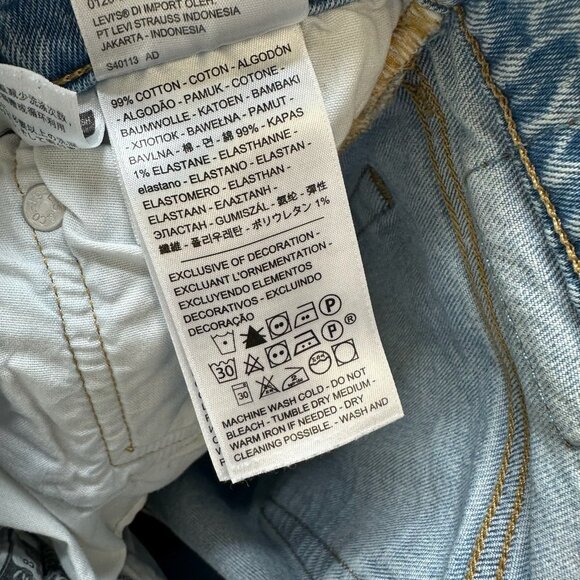 LEVI'S® DI IMPORT OLEH:
PT LEVI STRAUSS INDONESIA
JAKARTA - INDONESIA
S40113 AD
99% COTTON - COTON - ALGODÓN
- ALGODÃO - PAMUK - COTONE -
BAUMWOLLE - KATOEN - BAMBAKI
- ХЛОПОК - BAWEŁNA - PAMUT -
BAVLNA - 棉 - 면 - 綿 99% - KAPAS
1% ELASTANE - ELASTHANNE -
elastano - ELASTANO - ELASTAN -
ELASTOMERO - ELASTHAN -
ELASTAAN - ΕΛΑΣΤΑΝΗ -
ЭЛАСТАН - GUMISZÁL - 氨纶 - 彈性
纖維 - 폴리우레탄 - ポリウレタン 1%
EXCLUSIVE OF DECORATION -
EXCLUANT L'ORNEMENTATION -
EXCLUYENDO ELEMENTOS
DECORATIVOS - EXCLUINDO
DECORAÇÃO
P
30 P ®
30
MACHINE WASH COLD - DO NOT
BLEACH - TUMBLE DRY MEDIUM -
WARM IRON IF NEEDED - DRY
CLEANING POSSIBLE. - WASH AND